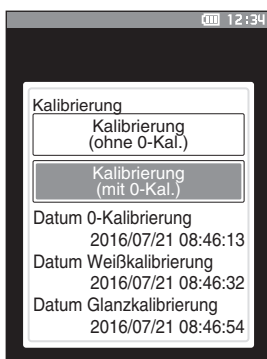 12:34
Kalibrierung
Kalibrierung
(ohne 0-Kal.)
Kalibrierung
(mit 0-Kal.)
Datum 0-Kalibrierung
2016/07/21 08:46:13
Datum Weißkalibrierung
2016/07/21 08:46:32
Datum Glanzkalibrierung
2016/07/21 08:46:54